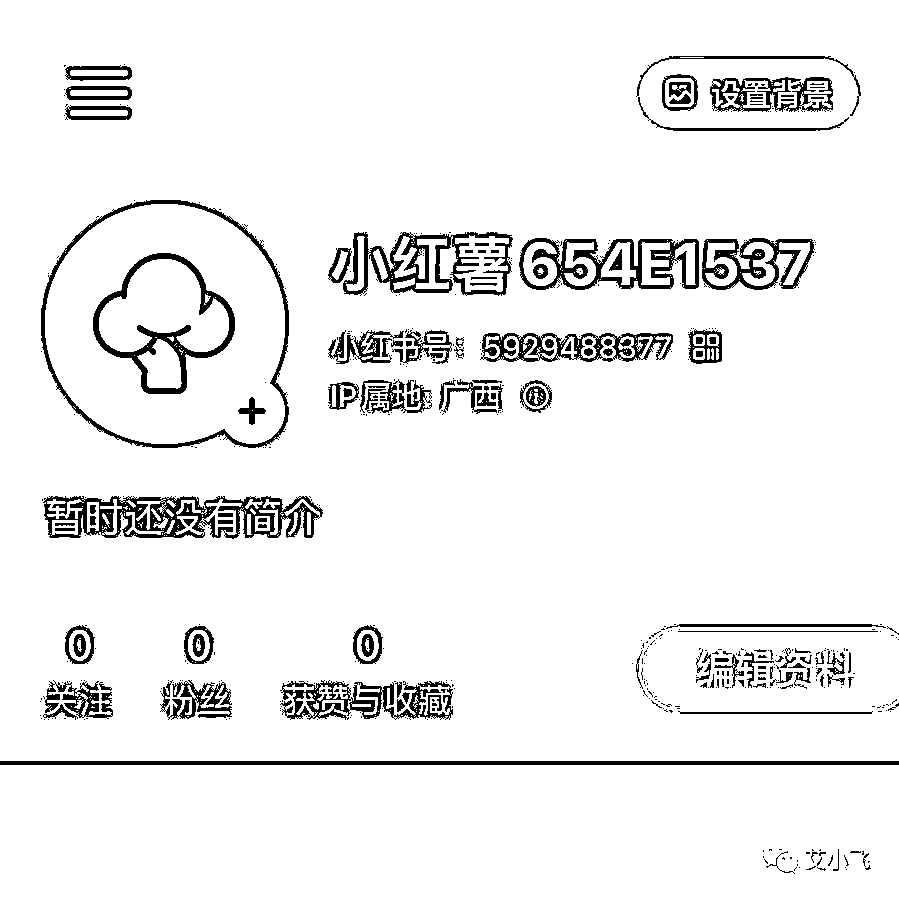 设置背景
小红薯654E1537
小红书号：5929488377
IP属地：广西
暂时还没有简介
0 0 0
关注 粉丝 获赞与收藏
编辑资料
艾小飞